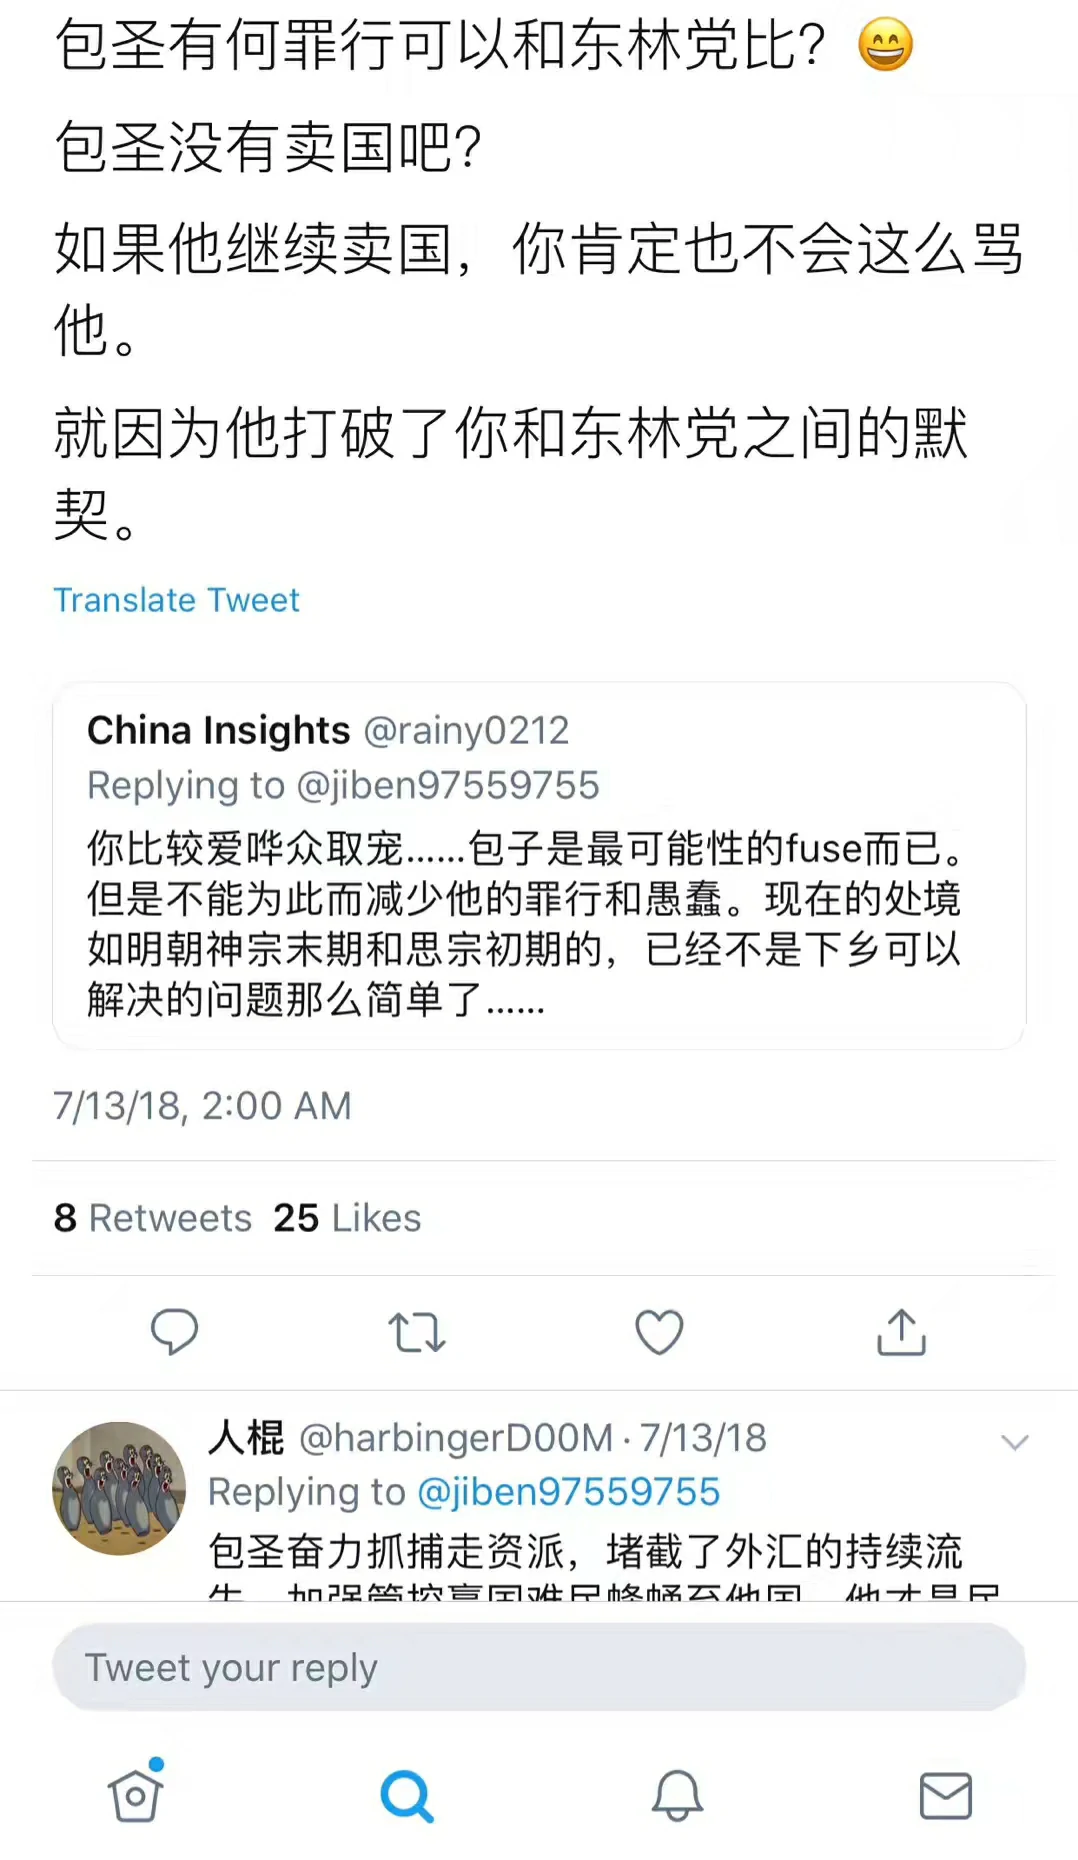 包圣有何罪行可以和东林党比？😄
包圣没有卖国吧？
如果他继续卖国，你肯定也不会这么骂
他。
就因为他打破了你和东林党之间的默
契。
Translate Tweet
China Insights @rainy0212
Replying to @jiben97559755
你比较爱哗众取宠……包子是最可能性的fuse而已。
但是不能为此而减少他的罪行和愚蠢。现在的处境
如明朝神宗末期和思宗初期的，已经不是下乡可以
解决的问题那么简单了……
7/13/18, 2:00 AM
8 Retweets 25 Likes
人棍 @harbingerD00M · 7/13/18
Replying to @jiben97559755
包圣奋力抓捕走资派，堵截了外汇的持续流
Tweet your reply